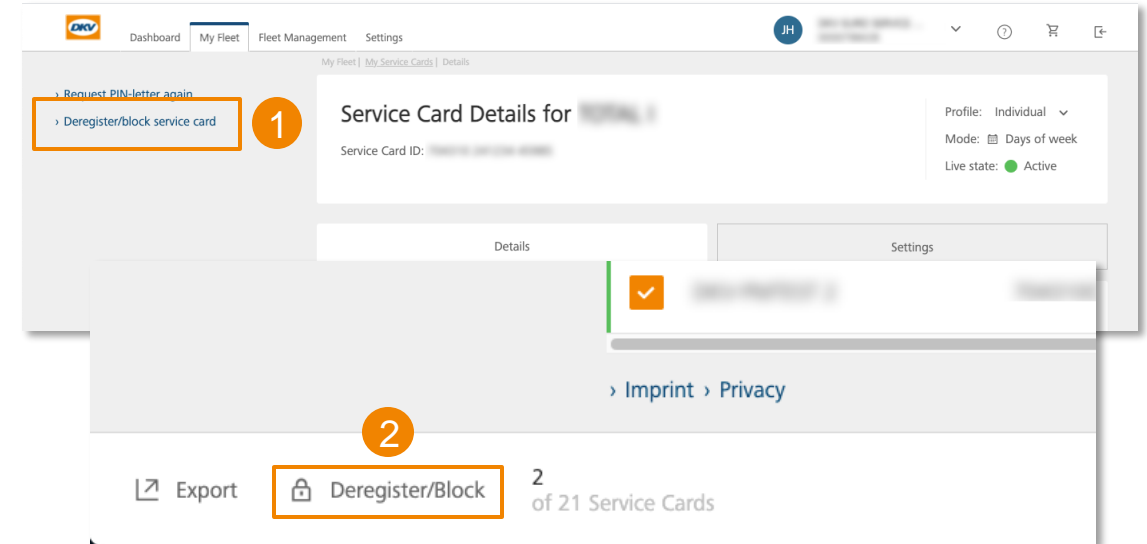 DKV
Dashboard My Fleet Fleet Management Settings
JH
My Fleet | My Service Cards | Details
› Request PIN-letter again
› Deregister/block service card
1
Service Card Details for
Service Card ID:
Profile: Individual
Mode: Days of week
Live state: Active
Details
Settings
› Imprint › Privacy
2
Export
Deregister/Block
2
of 21 Service Cards